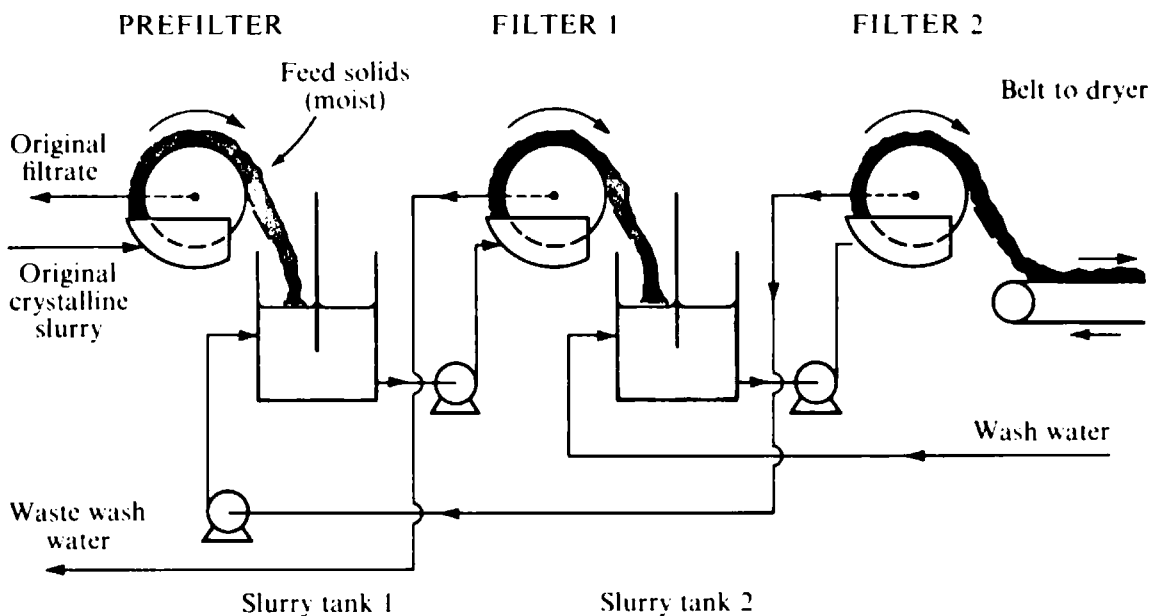 PREFILTER
FILTER 1
FILTER 2
Feed solids
(moist)
Belt to dryer
Original
filtrate
Original
crystalline
slurry
Wash water
Waste wash
water
Slurry tank 1
Slurry tank 2